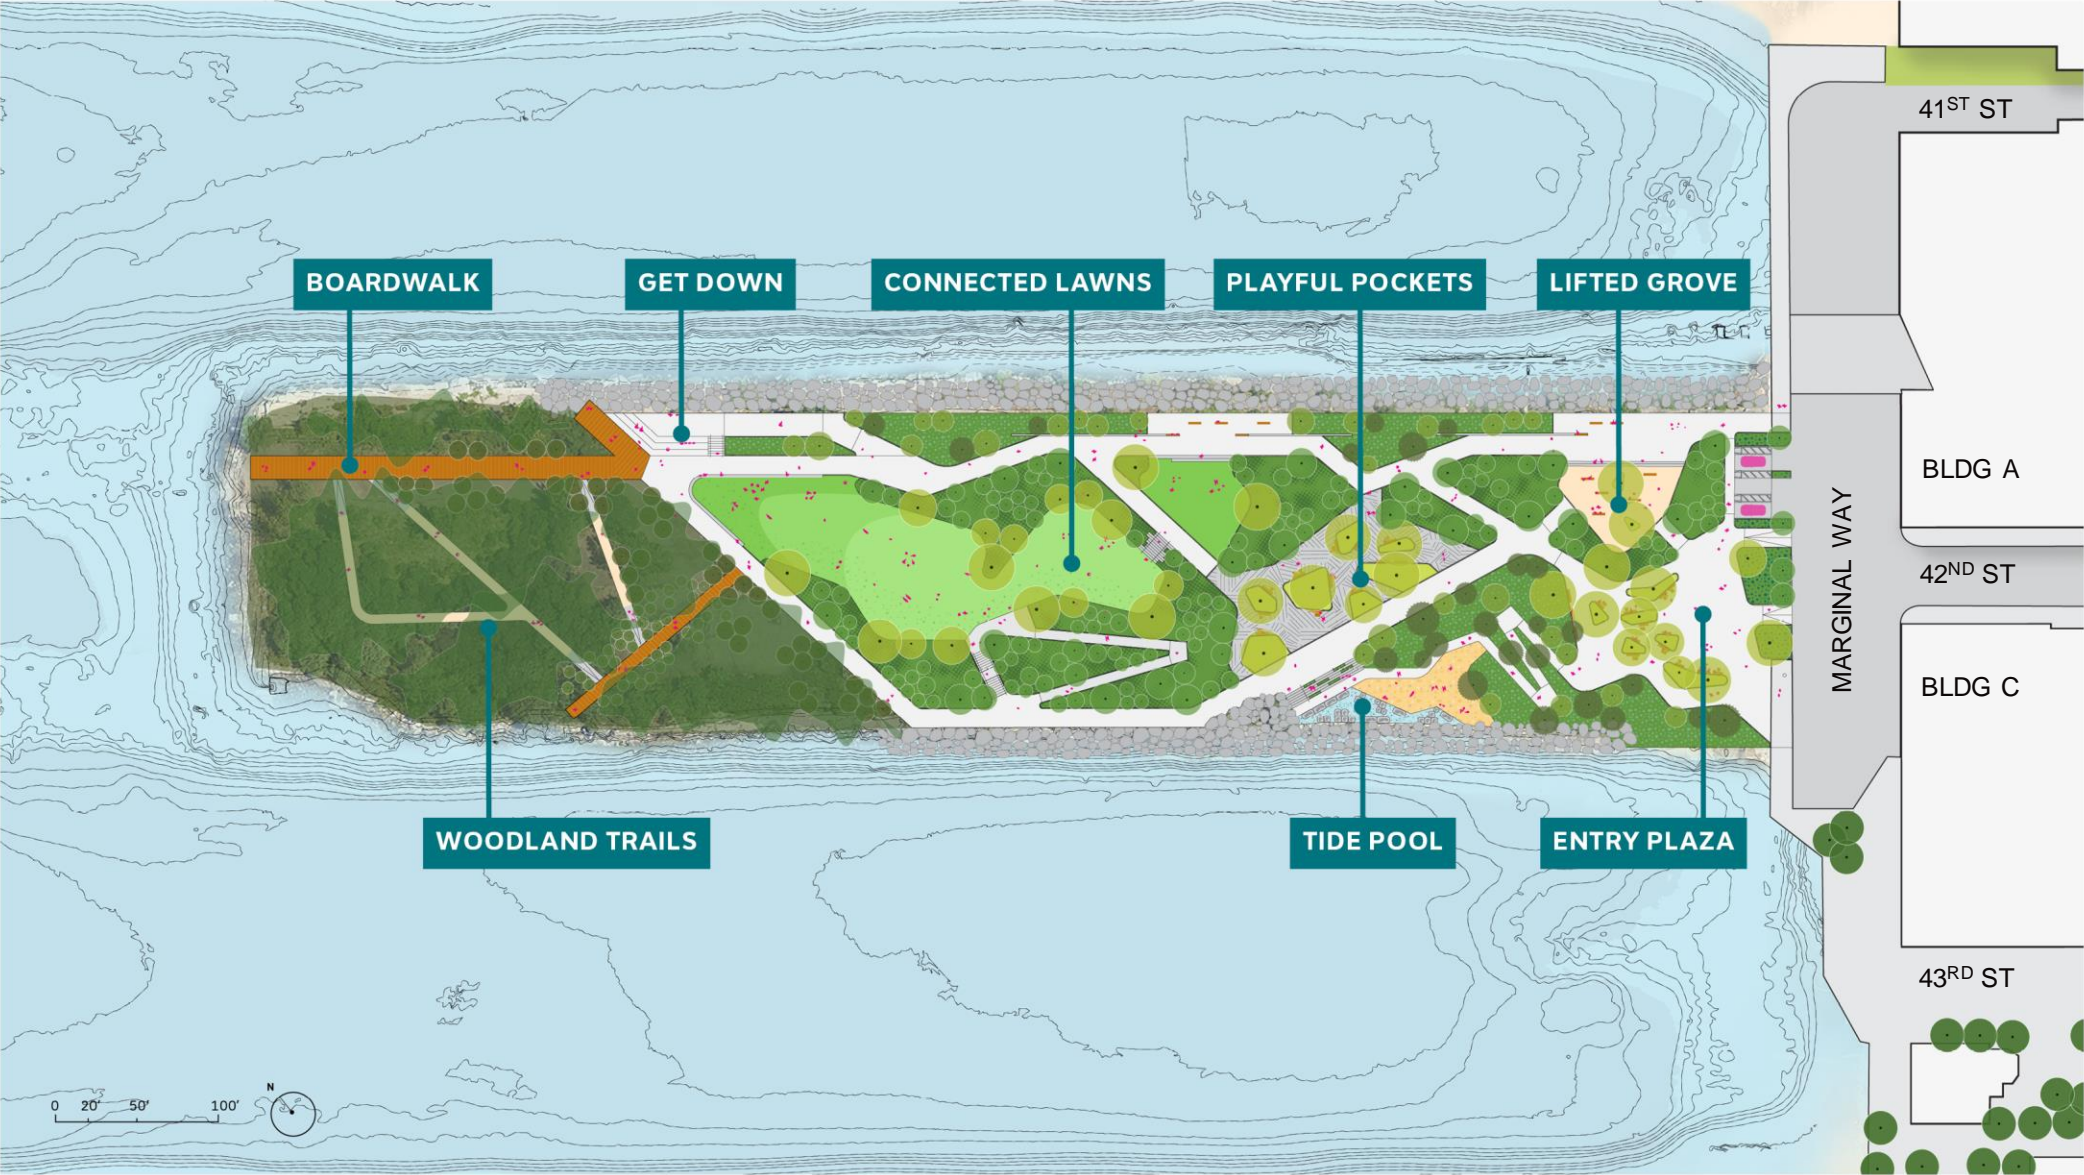 41ST ST
BOARDWALK
GET DOWN
CONNECTED LAWNS
PLAYFUL POCKETS
LIFTED GROVE
BLDG A
MARGINAL WAY
42ND ST
BLDG C
WOODLAND TRAILS
TIDE POOL
ENTRY PLAZA
43RD ST
N
0 20' 50' 100'